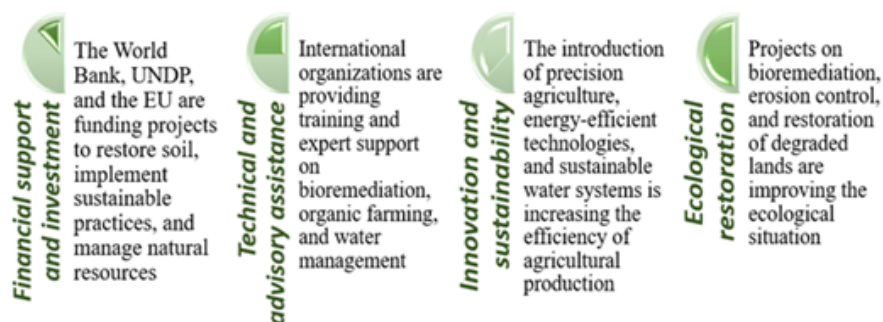 Financial support
and investment
The World
Bank, UNDP,
and the EU are
funding projects
to restore soil,
implement
sustainable
practices, and
manage natural
resources
Technical and
advisory assistance
International
organizations are
providing
training and
expert support
on
bioremediation,
organic farming,
and water
management
Innovation and
sustainability
The introduction
of precision
agriculture,
energy-efficient
technologies,
and sustainable
water systems is
increasing the
efficiency of
agricultural
production
Ecological
restoration
Projects on
bioremediation,
erosion control,
and restoration
of degraded
lands are
improving the
ecological
situation